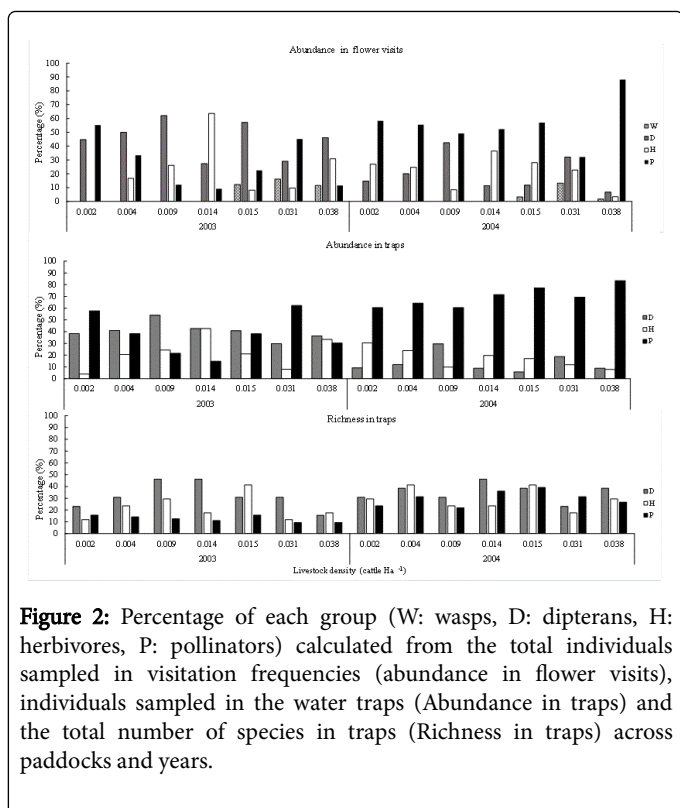 Abundance in flower visits
Percentage (%)
100
90
80
70
60
50
40
30
20
10
0
0.002 0.004 0.009 0.014 0.015 0.031 0.038 0.002 0.004 0.009 0.014 0.015 0.031 0.038
2003 2004
W
D
H
P
Abundance in traps
Percentage (%)
100
90
80
70
60
50
40
30
20
10
0
0.002 0.004 0.009 0.014 0.015 0.031 0.038 0.002 0.004 0.009 0.014 0.015 0.031 0.038
2003 2004
D
H
P
Richness in traps
Percentage (%)
100
90
80
70
60
50
40
30
20
10
0
0.002 0.004 0.009 0.014 0.015 0.031 0.038 0.002 0.004 0.009 0.014 0.015 0.031 0.038
2003 2004
D
H
P
Livestock density (cattle Ha -1)
Figure 2: Percentage of each group (W: wasps, D: dipterans, H:
herbivores, P: pollinators) calculated from the total individuals
sampled in visitation frequencies (abundance in flower visits),
individuals sampled in the water traps (Abundance in traps) and
the total number of species in traps (Richness in traps) across
paddocks and years.